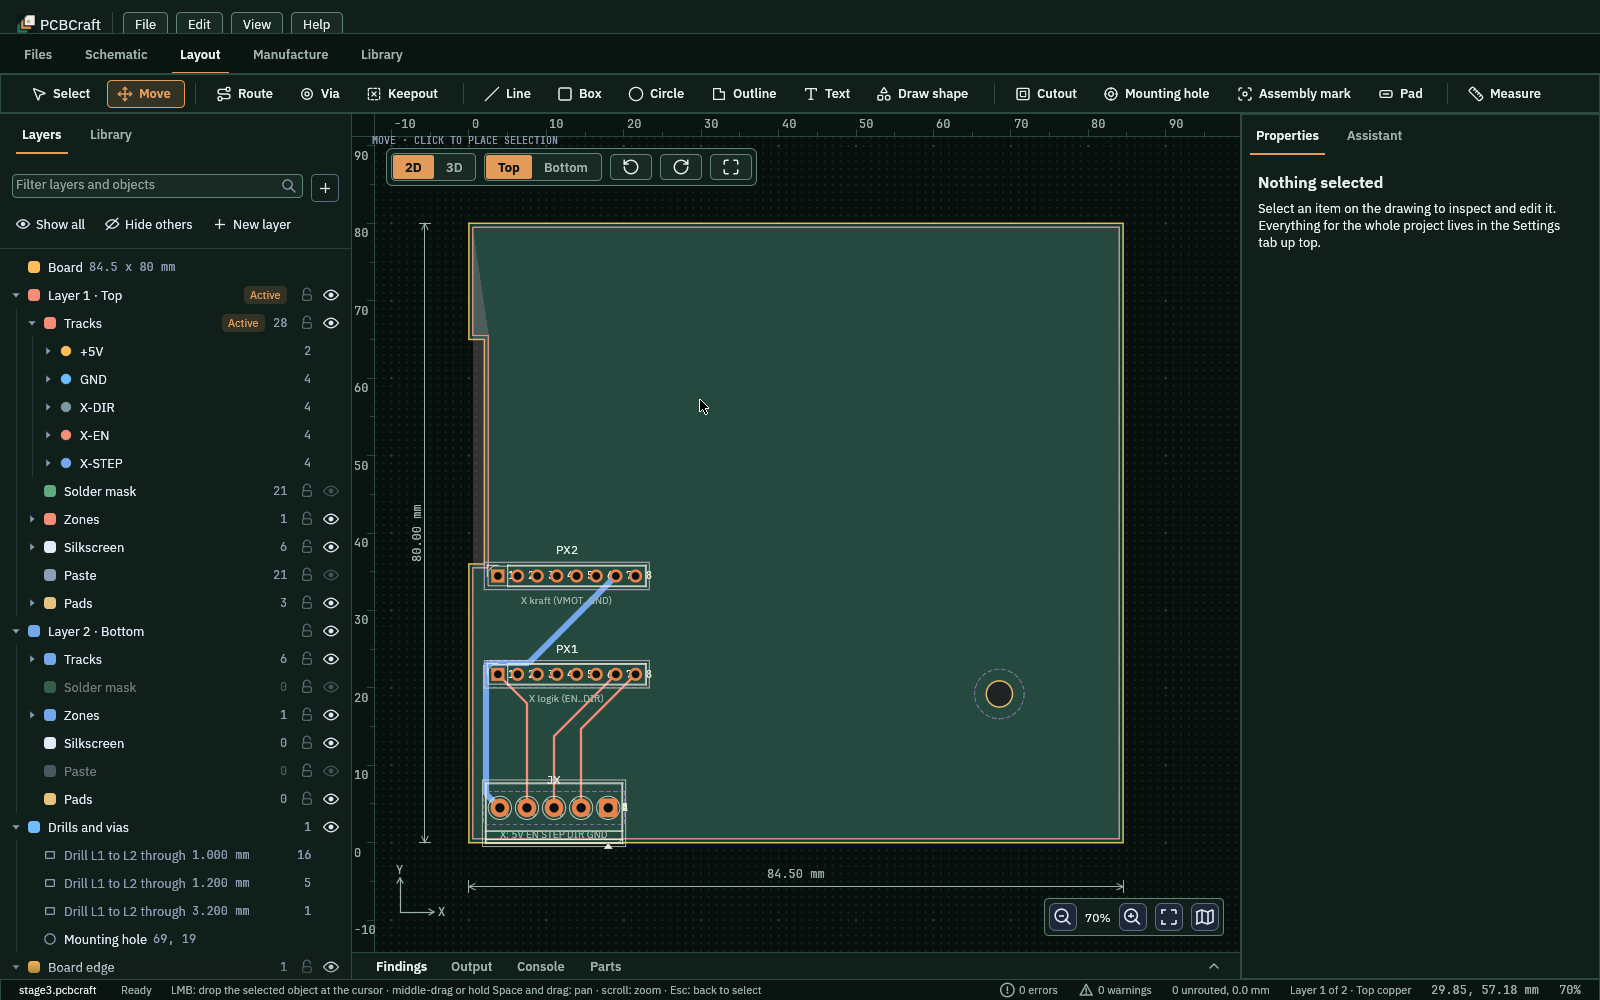 PCBCraft File Edit View Help
Files Schematic Layout Manufacture Library
Select Move Route Via Keepout Line Box Circle Outline Text Draw shape Cutout Mounting hole Assembly mark Pad Measure
Layers Library
Filter layers and objects
Show all Hide others New layer
Board 84.5 x 80 mm
Layer 1 · Top Active
Tracks Active 28
+5V 2
GND 4
X-DIR 4
X-EN 4
X-STEP 4
Solder mask 21
Zones 1
Silkscreen 6
Paste 21
Pads 3
Layer 2 · Bottom
Tracks 6
Solder mask 0
Zones 1
Silkscreen 0
Paste 0
Pads 0
Drills and vias 1
Drill L1 to L2 through 1.000 mm 16
Drill L1 to L2 through 1.200 mm 5
Drill L1 to L2 through 3.200 mm 1
Mounting hole 69, 19
Board edge 1
-10 0 10 20 30 40 50 60 70 80 90
MOVE · CLICK TO PLACE SELECTION
2D 3D Top Bottom
90
80
70
60
50
40
30
20
10
0
-10
80.00 mm
PX2
X kraft (VMOT..GND)
PX1
X logik (EN..DIR)
JX
X: 5V EN STEP DIR GND
84.50 mm
Y
X
70%
Properties Assistant
Nothing selected
Select an item on the drawing to inspect and edit it.
Everything for the whole project lives in the Settings
tab up top.
Findings Output Console Parts
stage3.pcbcraft Ready LMB: drop the selected object at the cursor · middle-drag or hold Space and drag: pan · scroll: zoom · Esc: back to select 0 errors 0 warnings 0 unrouted, 0.0 mm Layer 1 of 2 · Top copper 29.85, 57.18 mm 70%